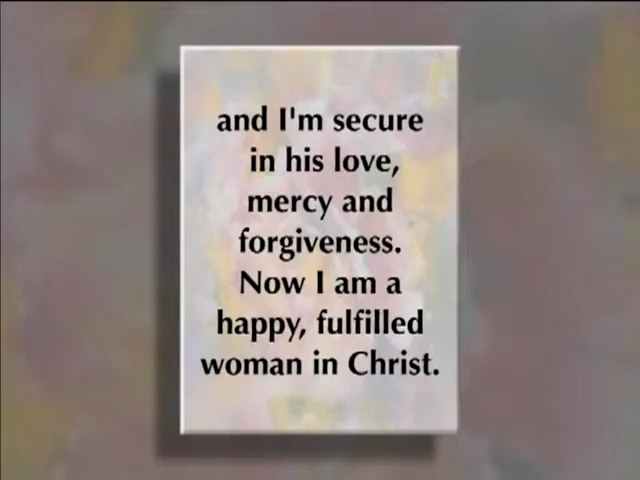 and I'm secure
in his love,
mercy and
forgiveness.
Now I am a
happy, fulfilled
woman in Christ.